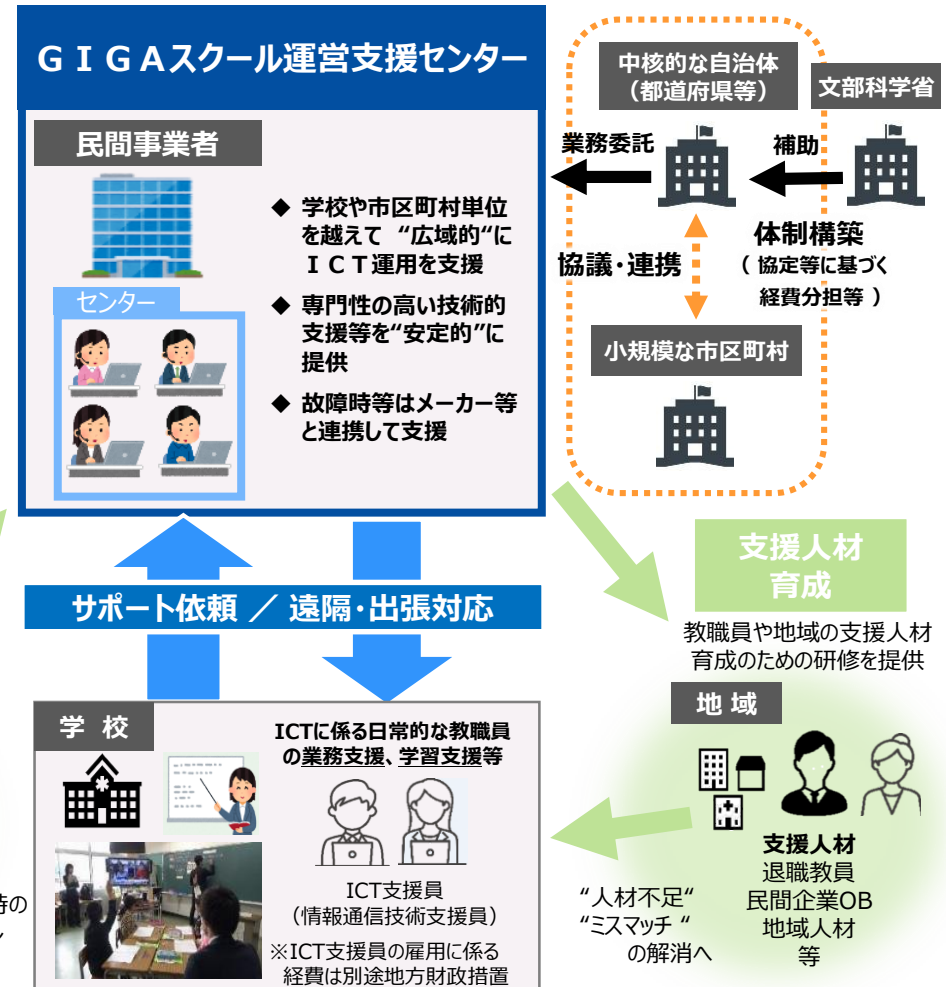 ＧＩＧＡスクール運営支援センター
民間事業者
センター
◆ 学校や市区町村単位
を越えて “広域的“に
ＩＣＴ運用を支援
◆ 専門性の高い技術的
支援等を“安定的”に
提供
◆ 故障時等はメーカー等
と連携して支援
中核的な自治体
（都道府県等）
文部科学省
業務委託
補助
体制構築
（ 協定等に基づく
経費分担等 ）
協議・連携
小規模な市区町村
サポート依頼 ／ 遠隔・出張対応
支援人材
育成
教職員や地域の支援人材
育成のための研修を提供
学 校
ICTに係る日常的な教職員
の業務支援、学習支援等
ICT支援員
（情報通信技術支援員）
※ICT支援員の雇用に係る
経費は別途地方財政措置
地 域
支援人材
退職教員
民間企業OB
地域人材
等
“人材不足“
“ミスマッチ “
の解消へ
時の